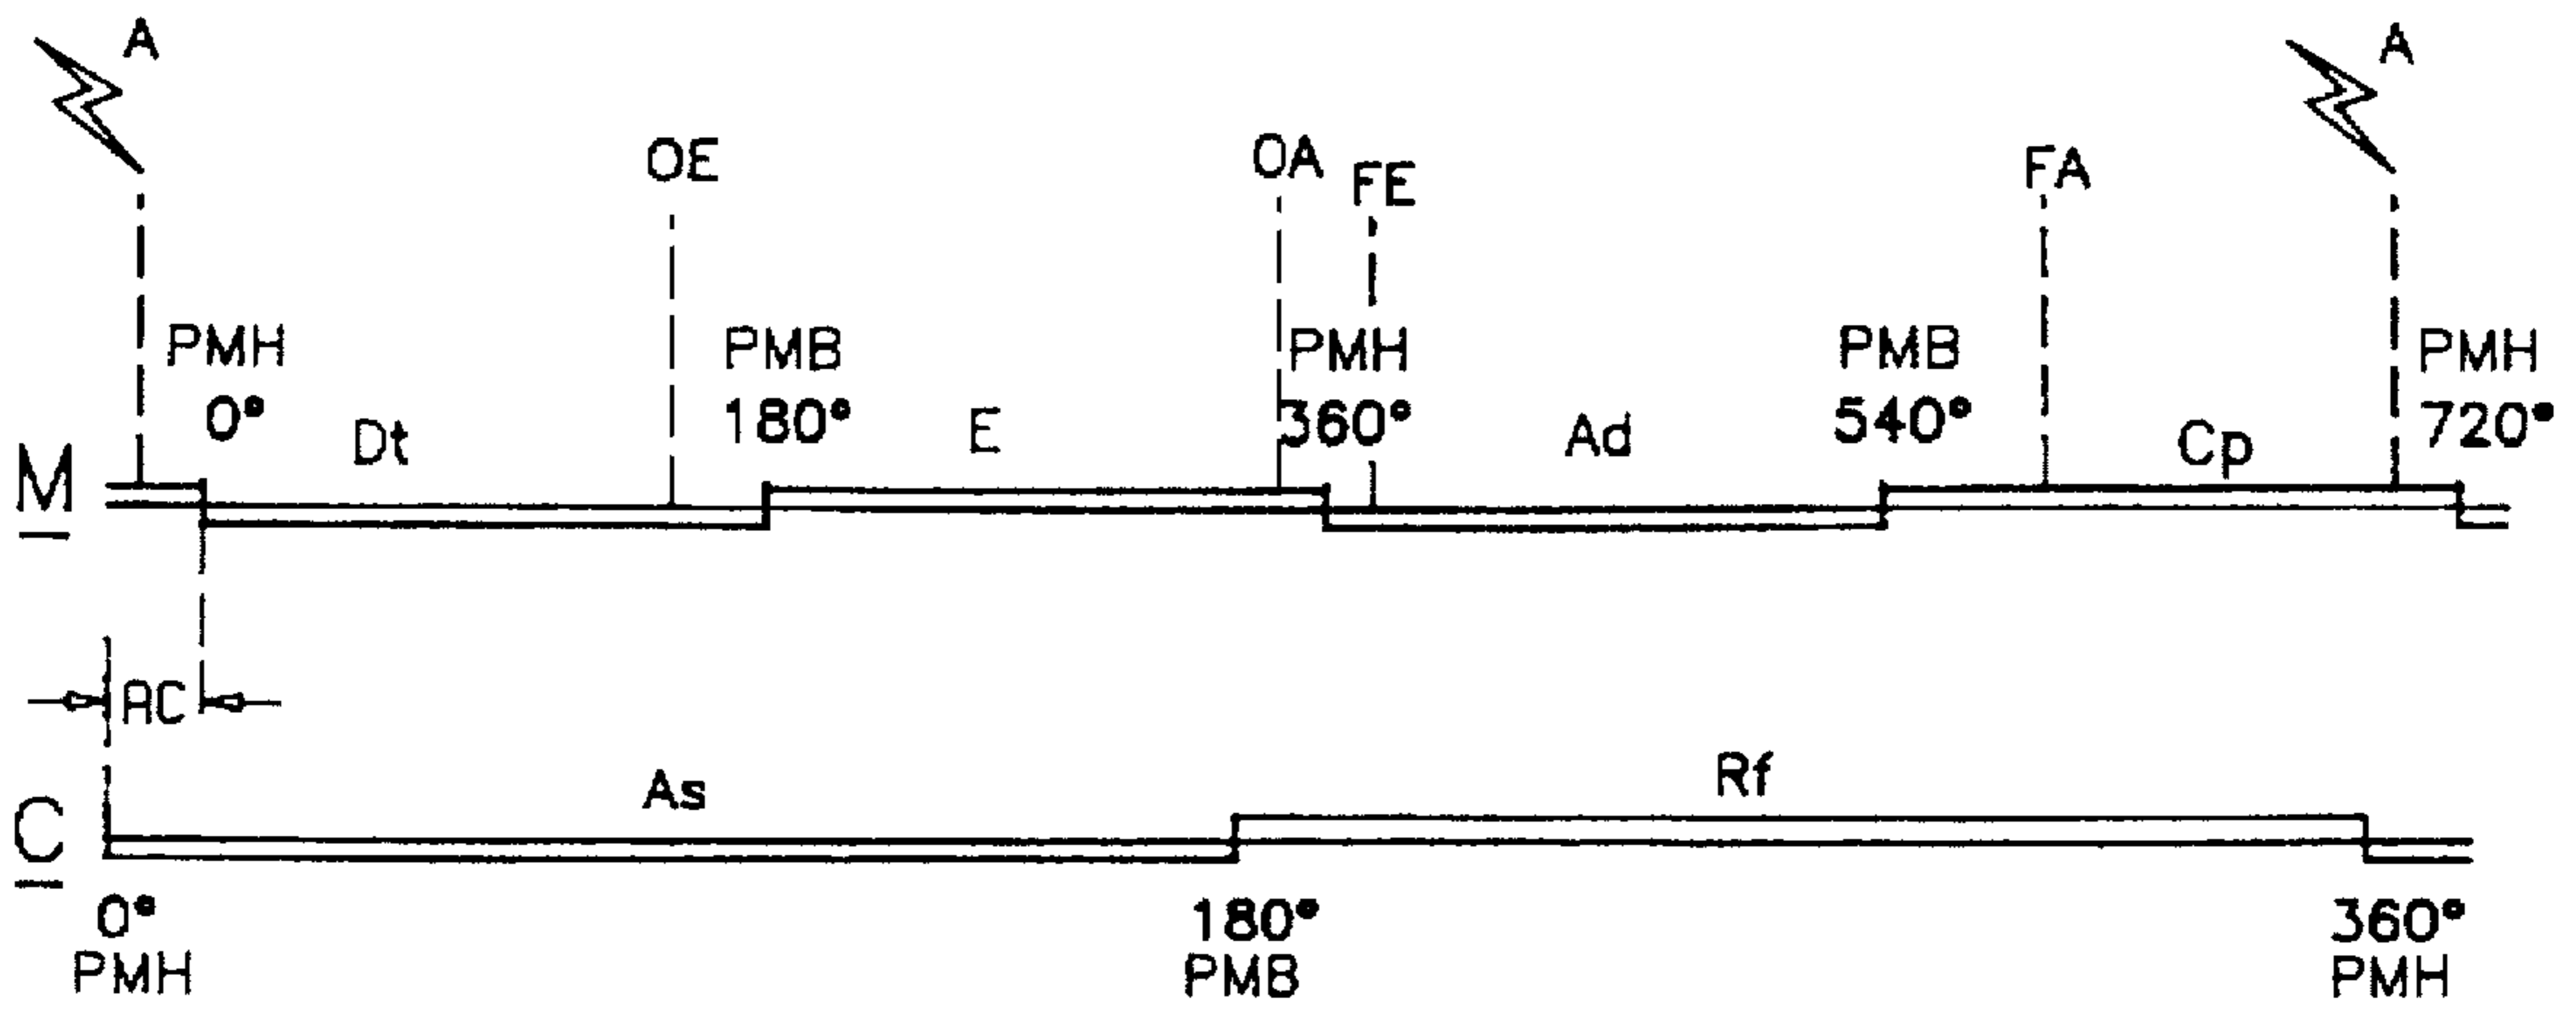 A A
OE OA FE FA
PMH PMB PMH PMB PMH
0° 180° 360° 540° 720°
M Dt E Ad Cp
AC
C As Rf
0° 180° 360°
PMH PMB PMH